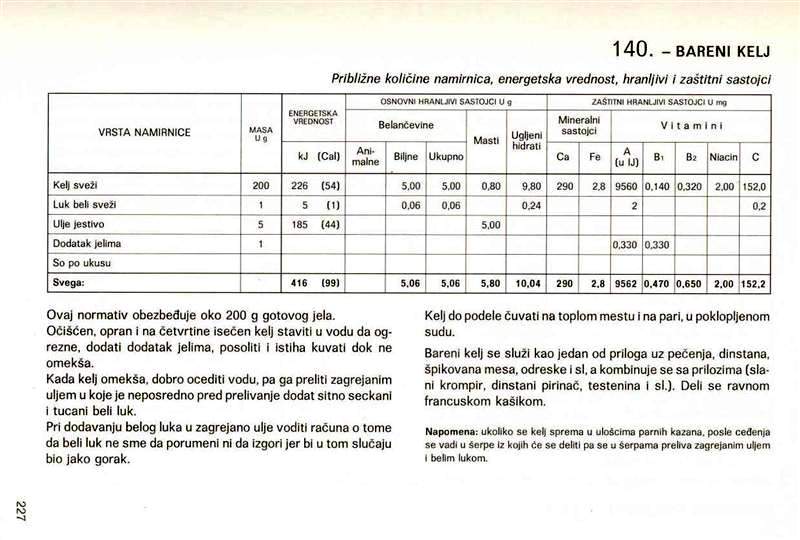 140. – BARENI KELJ
Približne količine namirnica, energetska vrednost, hranljivi i zaštitni sastojci
VRSTA NAMIRNICE MASA U g ENERGETSKA VREDNOST OSNOVNI HRANLJIVI SASTOJCI U g ZAŠTITNI HRANLJIVI SASTOJCI U mg
Belančevine Masti Ugljeni hidrati Mineralni sastojci Vitamini
kJ (Cal) Ani-malne Biljne Ukupno Ca Fe A (u IJ) B1 B2 Niacin C
Kelj sveži 200 226 (54) 5,00 5,00 0,80 9,80 290 2,8 9560 0,140 0,320 2,00 152,0
Luk beli sveži 1 5 (1) 0,06 0,06 0,24 2 0,2
Ulje jestivo 5 185 (44) 5,00
Dodatak jelima 1 0,330 0,330
So po ukusu
Svega: 416 (99) 5,06 5,06 5,80 10,04 290 2,8 9562 0,470 0,650 2,00 152,2
Ovaj normativ obezbeđuje oko 200 g gotovog jela.
Očišćen, opran i na četvrtine isečen kelj staviti u vodu da og-
rezne, dodati dodatak jelima, posoliti i istiha kuvati dok ne
omekša.
Kada kelj omekša, dobro ocediti vodu, pa ga preliti zagrejanim
uljem u koje je neposredno pred prelivanje dodat sitno seckani
i tucani beli luk.
Pri dodavanju belog luka u zagrejano ulje voditi računa o tome
da beli luk ne sme da porumeni ni da izgori jer bi u tom slučaju
bio jako gorak.
Kelj do podele čuvati na toplom mestu i na pari, u poklopljenom
sudu.
Bareni kelj se služi kao jedan od priloga uz pečenja, dinstana,
špikovana mesa, odreske i sl, a kombinuje se sa prilozima (sla-
ni krompir, dinstani pirinač, testenina i sl.). Deli se ravnom
francuskom kašikom.
Napomena: ukoliko se kelj sprema u ulošcima parnih kazana, posle ceđenja
se vadi u šerpe iz kojih će se deliti pa se u šerpama preliva zagrejanim uljem
i belim lukom.
227